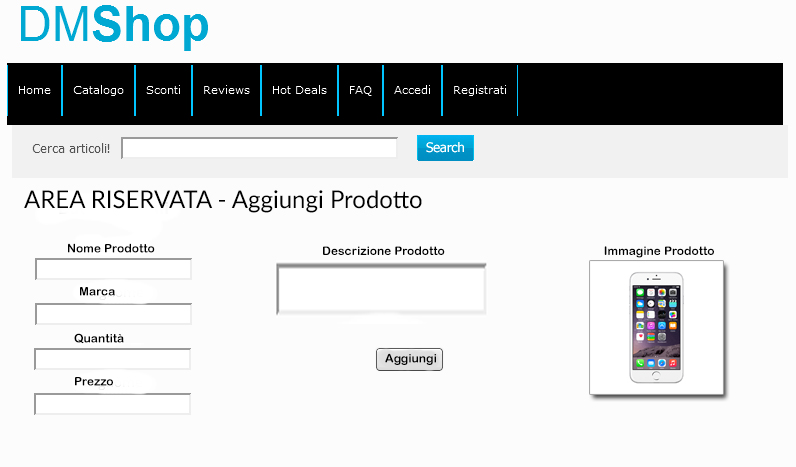 DMShop
Home Catalogo Sconti Reviews Hot Deals FAQ Accedi Registrati
Cerca articoli! Search
AREA RISERVATA - Aggiungi Prodotto
Nome Prodotto
Marca
Quantità
Prezzo
Descrizione Prodotto
Aggiungi
Immagine Prodotto